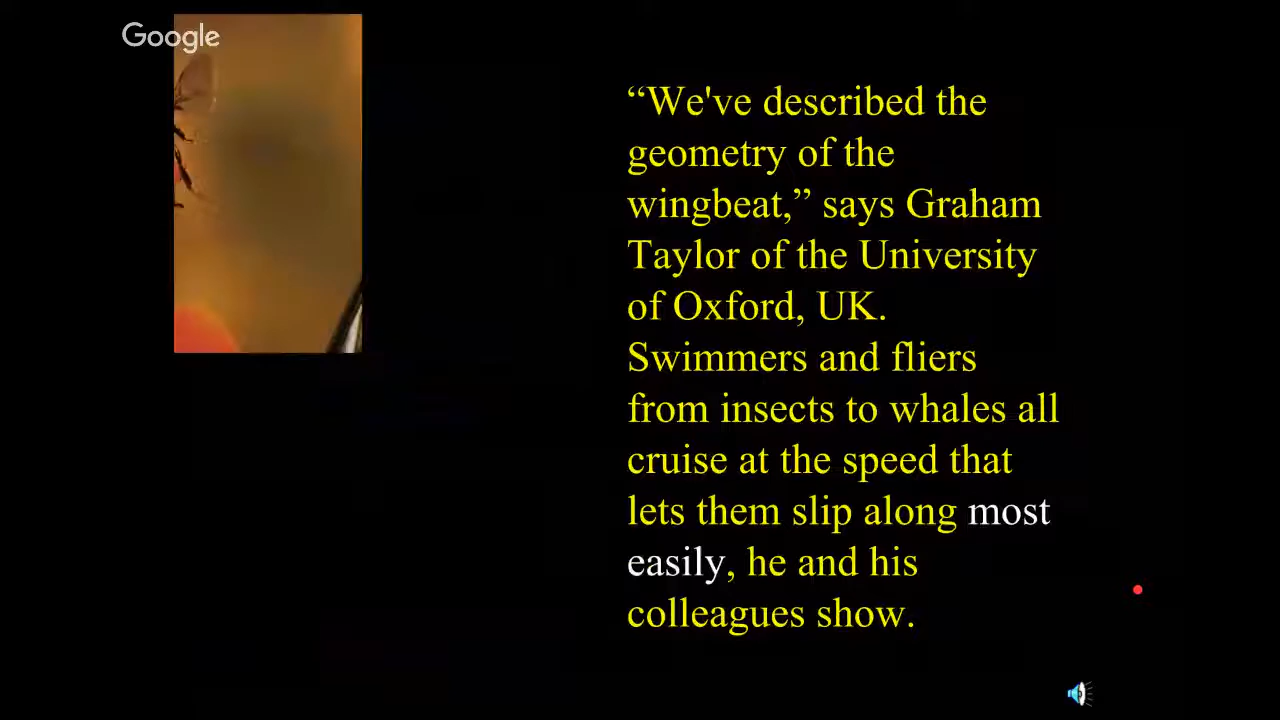 Google
“We've described the
geometry of the
wingbeat,” says Graham
Taylor of the University
of Oxford, UK.
Swimmers and fliers
from insects to whales all
cruise at the speed that
lets them slip along most
easily, he and his
colleagues show.